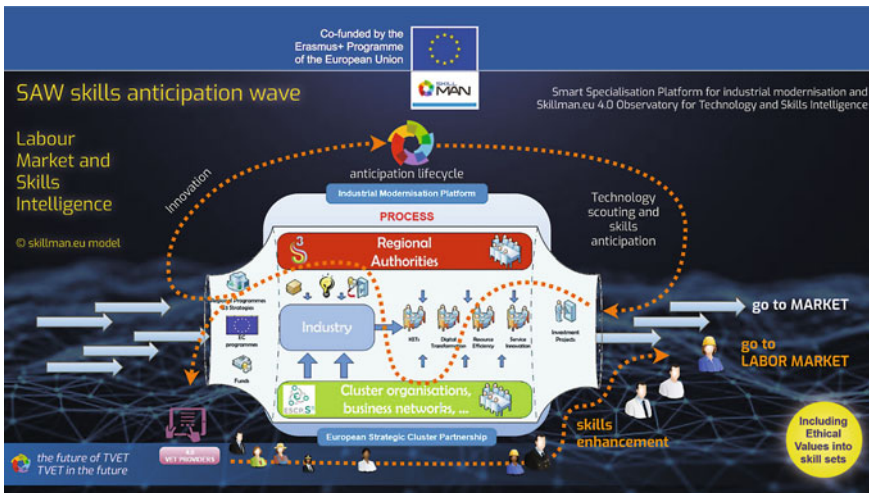 Co-funded by the
Erasmus+ Programme
of the European Union
SKILL
MAN
SAW skills anticipation wave
Smart Specialisation Platform for industrial modernisation and
Skillman.eu 4.0 Observatory for Technology and Skills Intelligence
Labour
Market and
Skills
Intelligence
© skillman.eu model
Innovation
anticipation lifecycle
Industrial Modernisation Platform
Technology
scouting and
skills
anticipation
PROCESS
S3
Regional
Authorities
Programmes
Strategies
EC
programmes
Funds
Industry
KETs
Digital
Transformation
Resource
Efficiency
Service
Innovation
Investment
Projects
go to MARKET
go to
LABOR MARKET
ESCP-S3
Cluster organisations,
business networks, ...
European Strategic Cluster Partnership
skills
enhancement
Including
Ethical
Values into
skill sets
VET PROVIDERS
the future of TVET
TVET in the future